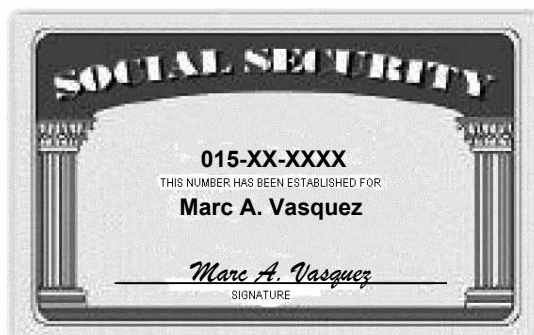 SOCIAL SECURITY
015-XX-XXXX
THIS NUMBER HAS BEEN ESTABLISHED FOR
Marc A. Vasquez
Marc A. Vasquez
SIGNATURE